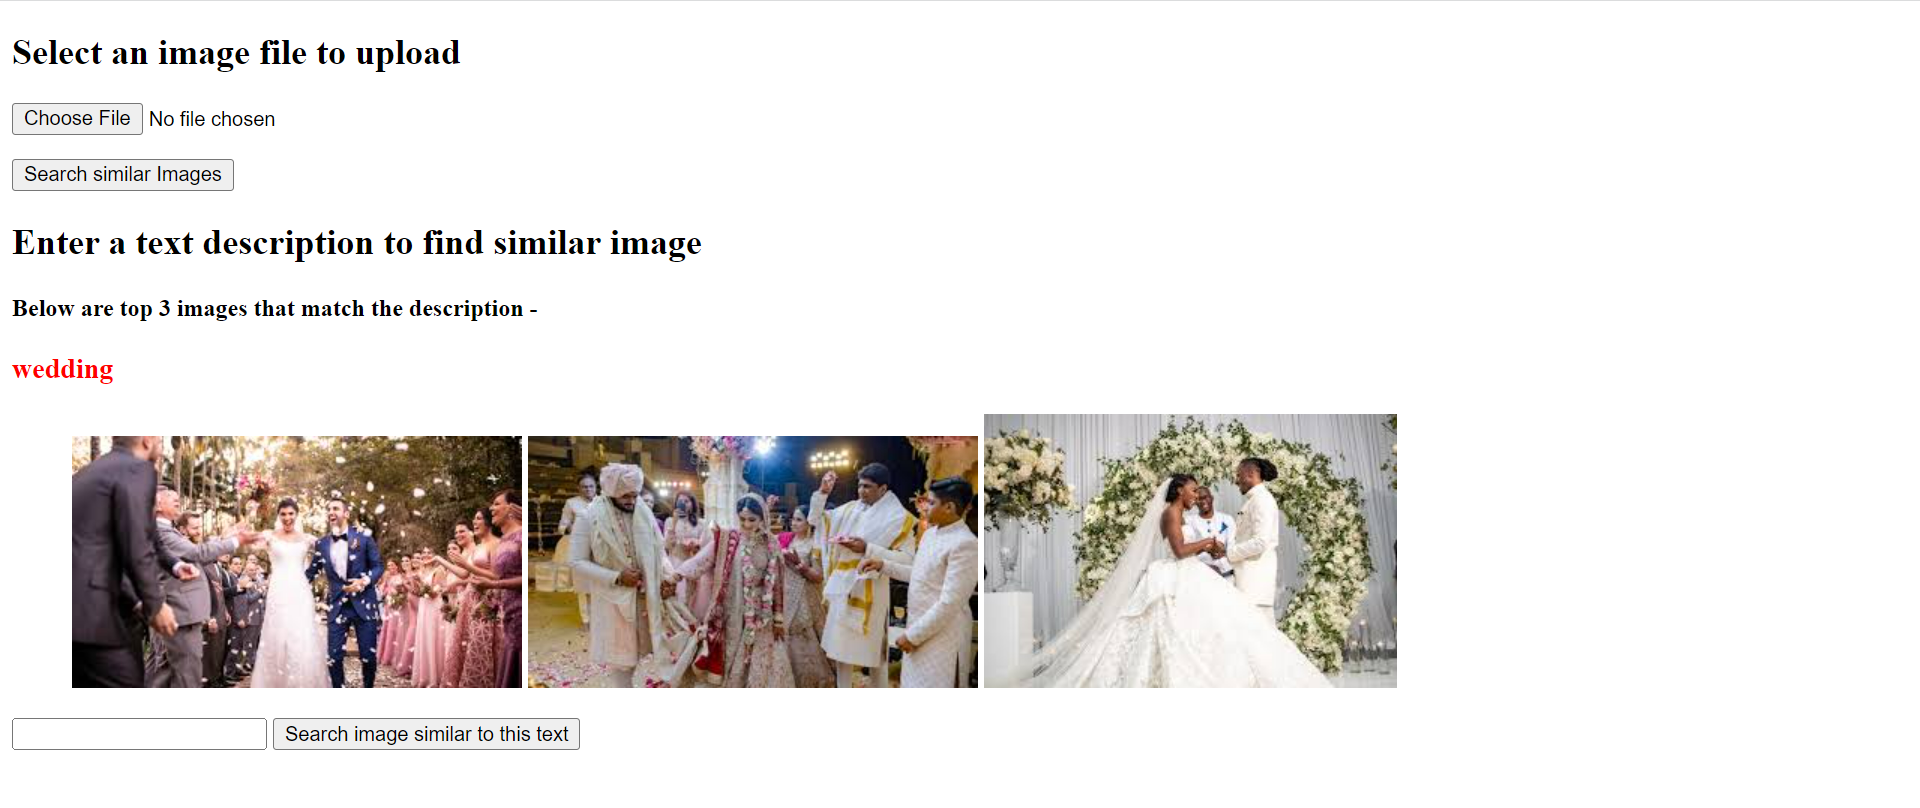 Select an image file to upload
Choose File No file chosen
Search similar Images
Enter a text description to find similar image
Below are top 3 images that match the description -
wedding
Search image similar to this text